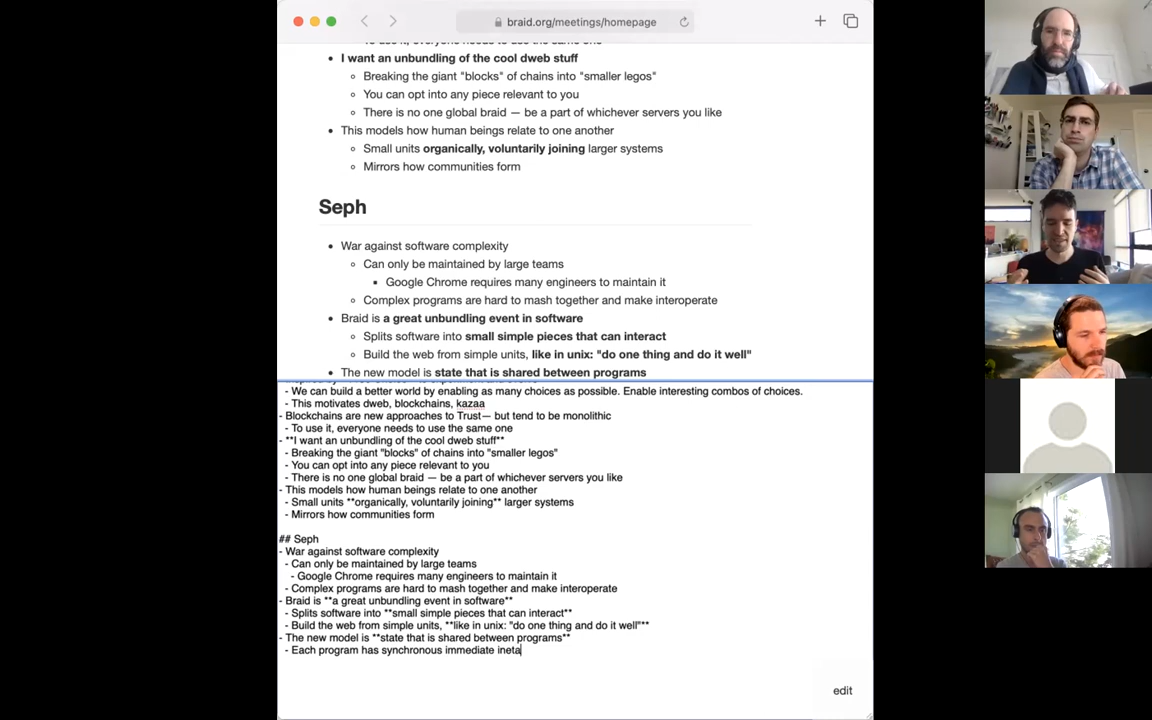 braid.org/meetings/homepage
To use it, everyone needs to use the same one
I want an unbundling of the cool dweb stuff
Breaking the giant "blocks" of chains into "smaller legos"
You can opt into any piece relevant to you
There is no one global braid — be a part of whichever servers you like
This models how human beings relate to one another
Small units organically, voluntarily joining larger systems
Mirrors how communities form
Seph
War against software complexity
Can only be maintained by large teams
Google Chrome requires many engineers to maintain it
Complex programs are hard to mash together and make interoperate
Braid is a great unbundling event in software
Splits software into small simple pieces that can interact
Build the web from simple units, like in unix: "do one thing and do it well"
The new model is state that is shared between programs
- We can build a better world by enabling as many choices as possible. Enable interesting combos of choices.
- This motivates dweb, blockchains, kazaa
- Blockchains are new approaches to Trust— but tend to be monolithic
- To use it, everyone needs to use the same one
- **I want an unbundling of the cool dweb stuff**
- Breaking the giant "blocks" of chains into "smaller legos"
- You can opt into any piece relevant to you
- There is no one global braid — be a part of whichever servers you like
- This models how human beings relate to one another
- Small units **organically, voluntarily joining** larger systems
- Mirrors how communities form
## Seph
- War against software complexity
- Can only be maintained by large teams
- Google Chrome requires many engineers to maintain it
- Complex programs are hard to mash together and make interoperate
- Braid is **a great unbundling event in software**
- Splits software into **small simple pieces that can interact**
- Build the web from simple units, **like in unix: "do one thing and do it well"**
- The new model is **state that is shared between programs**
- Each program has synchronous immediate ineta
edit